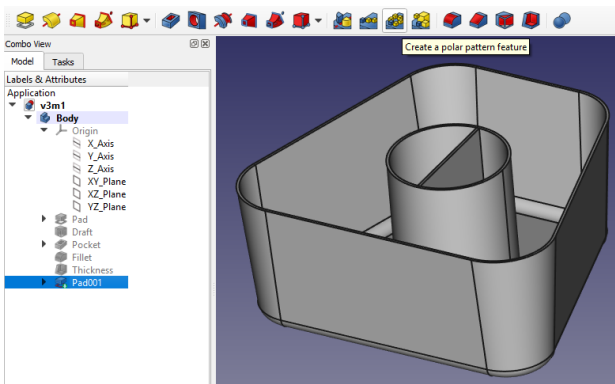 Combo View
Create a polar pattern feature
Model Tasks
Labels & Attributes
Application
v3m1
Body
Origin
X_Axis
Y_Axis
Z_Axis
XY_Plane
XZ_Plane
YZ_Plane
Pad
Draft
Pocket
Fillet
Thickness
Pad001